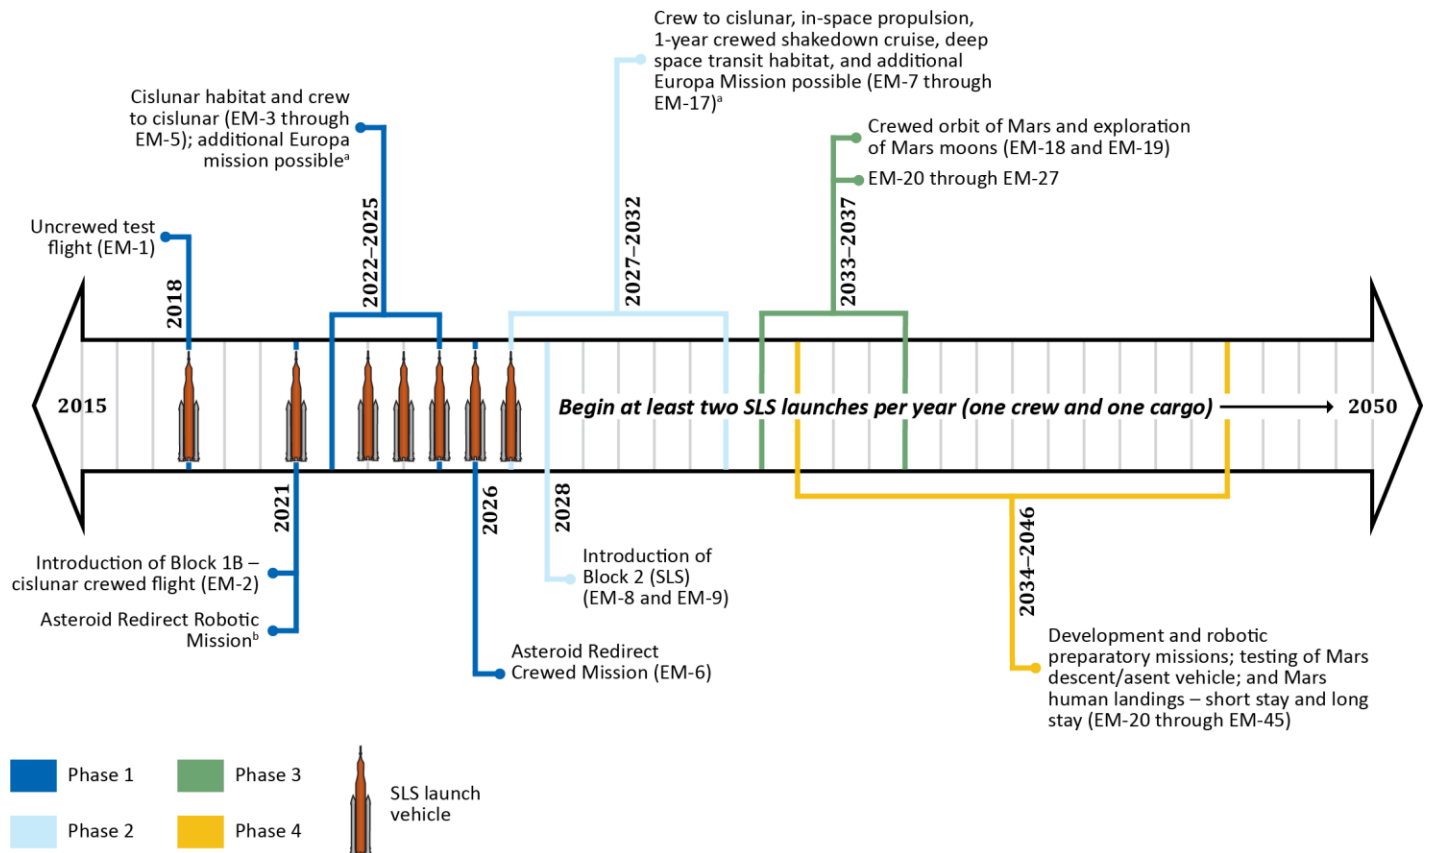 Crew to cislunar, in-space propulsion,
1-year crewed shakedown cruise, deep
space transit habitat, and additional
Europa Mission possible (EM-7 through
EM-17)ᵃ
Cislunar habitat and crew
to cislunar (EM-3 through
EM-5); additional Europa
mission possibleᵃ
Crewed orbit of Mars and exploration
of Mars moons (EM-18 and EM-19)
EM-20 through EM-27
Uncrewed test
flight (EM-1)
2018
2022–2025
2027–2032
2033–2037
2015
Begin at least two SLS launches per year (one crew and one cargo)
2050
2021
2026
2028
2034–2046
Introduction of Block 1B –
cislunar crewed flight (EM-2)
Asteroid Redirect Robotic
Missionᵇ
Introduction of
Block 2 (SLS)
(EM-8 and EM-9)
Asteroid Redirect
Crewed Mission (EM-6)
Development and robotic
preparatory missions; testing of Mars
descent/asent vehicle; and Mars
human landings – short stay and long
stay (EM-20 through EM-45)
Phase 1
Phase 3
Phase 2
Phase 4
SLS launch
vehicle